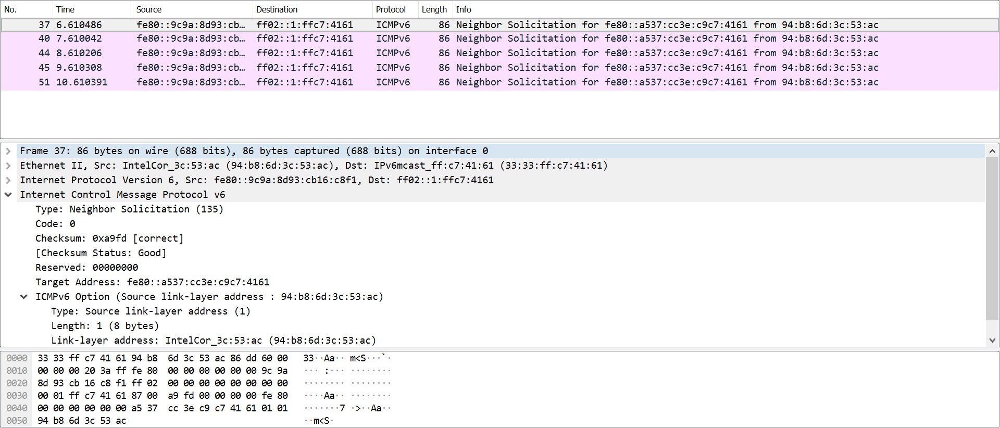 No. Time Source Destination Protocol Length Info
37 6.610486 fe80::9c9a:8d93:cb… ff02::1:ffc7:4161 ICMPv6 86 Neighbor Solicitation for fe80::a537:cc3e:c9c7:4161 from 94:b8:6d:3c:53:ac
40 7.610042 fe80::9c9a:8d93:cb… ff02::1:ffc7:4161 ICMPv6 86 Neighbor Solicitation for fe80::a537:cc3e:c9c7:4161 from 94:b8:6d:3c:53:ac
44 8.610206 fe80::9c9a:8d93:cb… ff02::1:ffc7:4161 ICMPv6 86 Neighbor Solicitation for fe80::a537:cc3e:c9c7:4161 from 94:b8:6d:3c:53:ac
45 9.610308 fe80::9c9a:8d93:cb… ff02::1:ffc7:4161 ICMPv6 86 Neighbor Solicitation for fe80::a537:cc3e:c9c7:4161 from 94:b8:6d:3c:53:ac
51 10.610391 fe80::9c9a:8d93:cb… ff02::1:ffc7:4161 ICMPv6 86 Neighbor Solicitation for fe80::a537:cc3e:c9c7:4161 from 94:b8:6d:3c:53:ac
Frame 37: 86 bytes on wire (688 bits), 86 bytes captured (688 bits) on interface 0
Ethernet II, Src: IntelCor_3c:53:ac (94:b8:6d:3c:53:ac), Dst: IPv6mcast_ff:c7:41:61 (33:33:ff:c7:41:61)
Internet Protocol Version 6, Src: fe80::9c9a:8d93:cb16:c8f1, Dst: ff02::1:ffc7:4161
Internet Control Message Protocol v6
Type: Neighbor Solicitation (135)
Code: 0
Checksum: 0xa9fd [correct]
[Checksum Status: Good]
Reserved: 00000000
Target Address: fe80::a537:cc3e:c9c7:4161
ICMPv6 Option (Source link-layer address : 94:b8:6d:3c:53:ac)
Type: Source link-layer address (1)
Length: 1 (8 bytes)
Link-layer address: IntelCor_3c:53:ac (94:b8:6d:3c:53:ac)
0000 33 33 ff c7 41 61 94 b8 6d 3c 53 ac 86 dd 60 00 33··Aa·· m<S···`·
0010 00 00 00 20 3a ff fe 80 00 00 00 00 00 00 9c 9a ··· :··· ········
0020 8d 93 cb 16 c8 f1 ff 02 00 00 00 00 00 00 00 00 ········ ········
0030 00 01 ff c7 41 61 87 00 a9 fd 00 00 00 00 fe 80 ····Aa·· ········
0040 00 00 00 00 00 00 a5 37 cc 3e c9 c7 41 61 01 01 ·······7 ·>··Aa··
0050 94 b8 6d 3c 53 ac ··m<S·